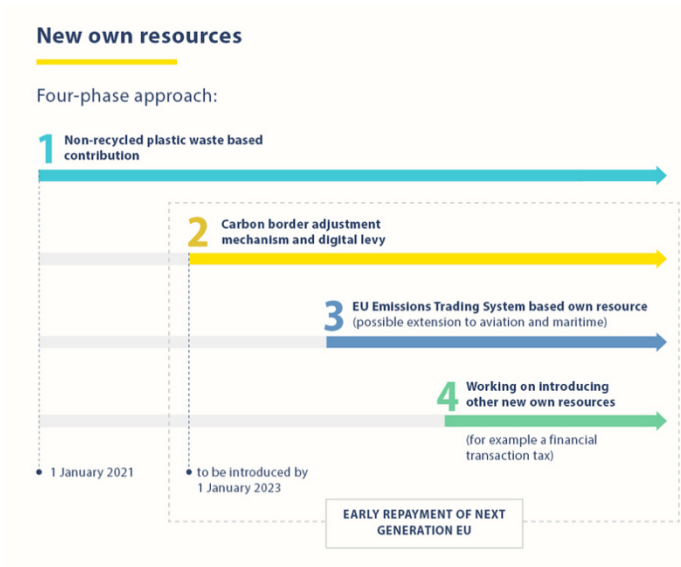 New own resources
Four-phase approach:
1
Non-recycled plastic waste based
contribution
2
Carbon border adjustment
mechanism and digital levy
3
EU Emissions Trading System based own resource
(possible extension to aviation and maritime)
4
Working on introducing
other new own resources
(for example a financial
transaction tax)
1 January 2021
to be introduced by
1 January 2023
EARLY REPAYMENT OF NEXT
GENERATION EU